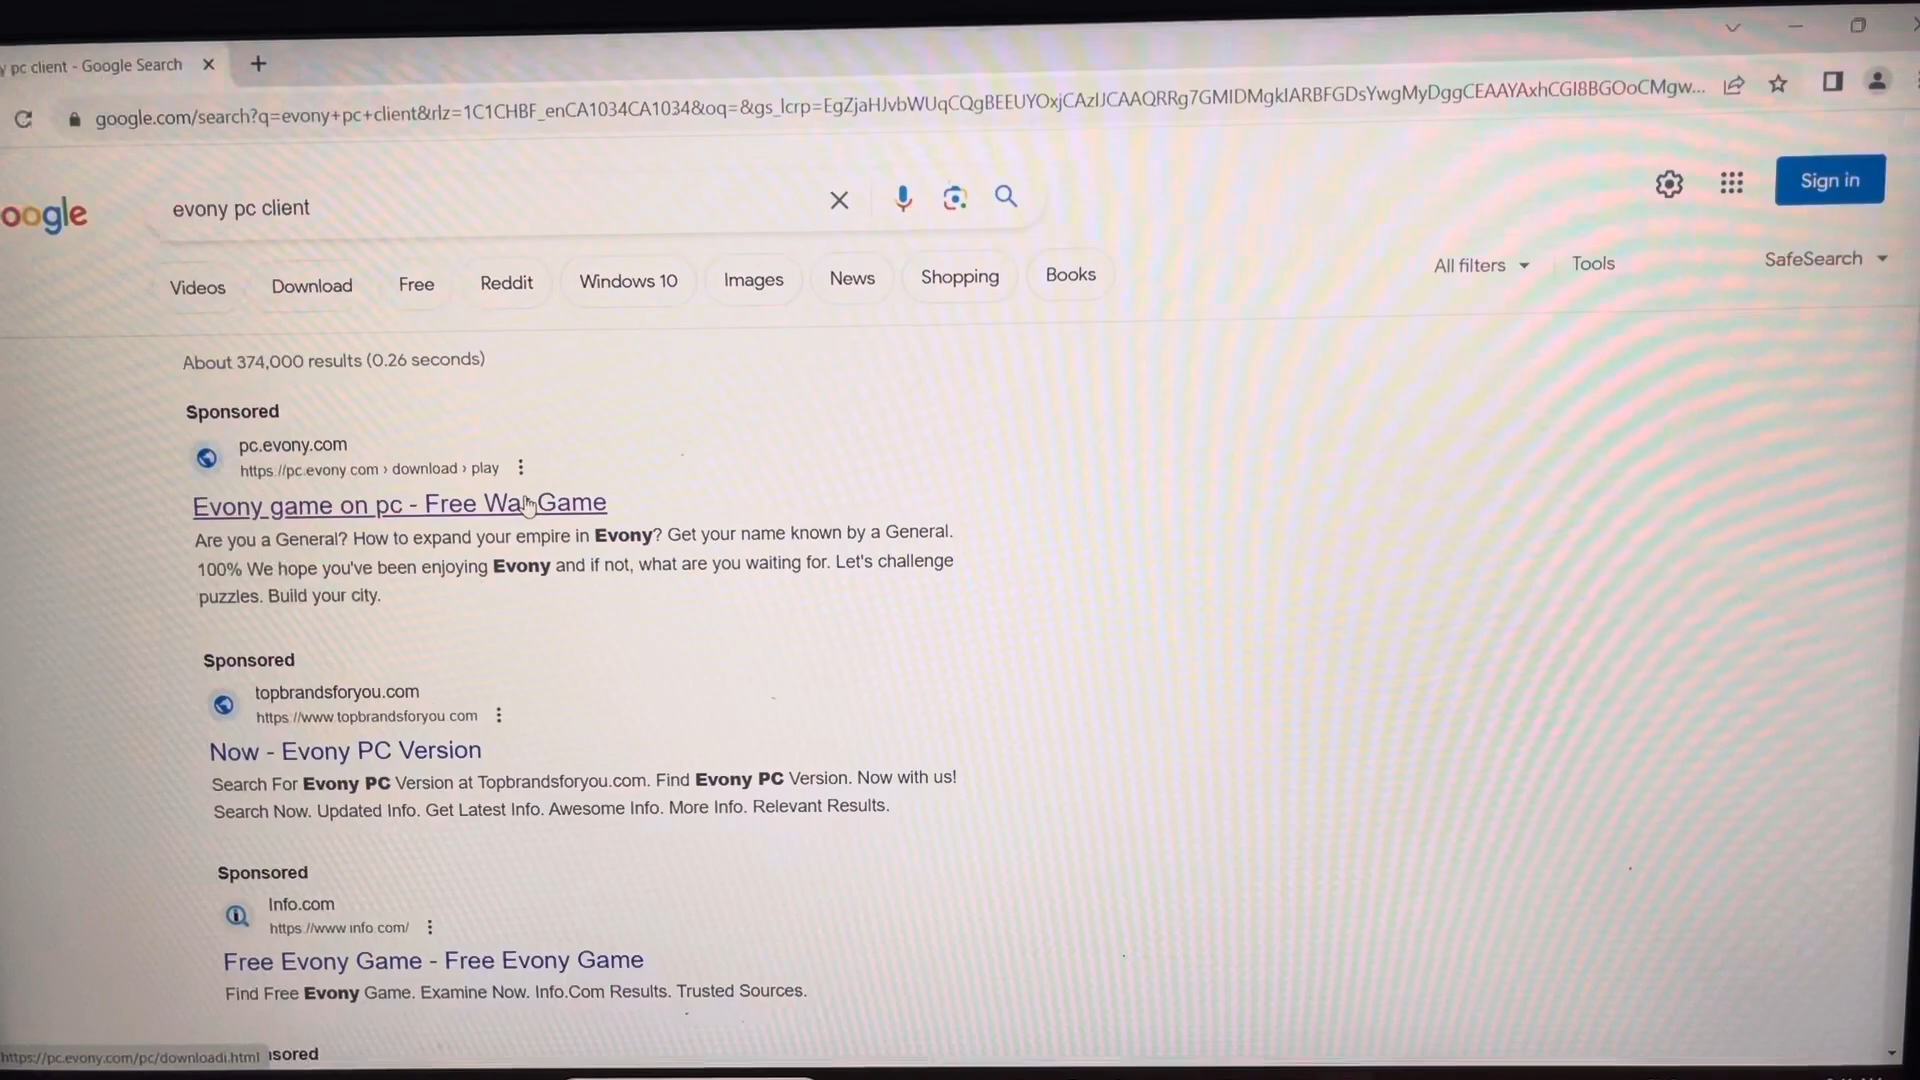 pc client - Google Search
google.com/search?q=evony+pc+client&rlz=1C1CHBF_enCA1034CA1034&oq=&gs_lcrp=EgZjaHJvbWUqCQgBEEUYOxjCAzIJCAAQRRg7GMIDMgkIARBFGDsYwgMyDggCEAAYAxhCGI8BGOoCMgw...
oogle
evony pc client
Sign in
Videos
Download
Free
Reddit
Windows 10
Images
News
Shopping
Books
All filters
Tools
SafeSearch
About 374,000 results (0.26 seconds)
Sponsored
pc.evony.com
https://pc.evony.com › download › play
Evony game on pc - Free War Game
Are you a General? How to expand your empire in Evony? Get your name known by a General.
100% We hope you've been enjoying Evony and if not, what are you waiting for. Let's challenge
puzzles. Build your city.
Sponsored
topbrandsforyou.com
https://www.topbrandsforyou.com
Now - Evony PC Version
Search For Evony PC Version at Topbrandsforyou.com. Find Evony PC Version. Now with us!
Search Now. Updated Info. Get Latest Info. Awesome Info. More Info. Relevant Results.
Sponsored
Info.com
https://www.info.com/
Free Evony Game - Free Evony Game
Find Free Evony Game. Examine Now. Info.Com Results. Trusted Sources.
https://pc.evony.com/pc/downloadi.html
sored